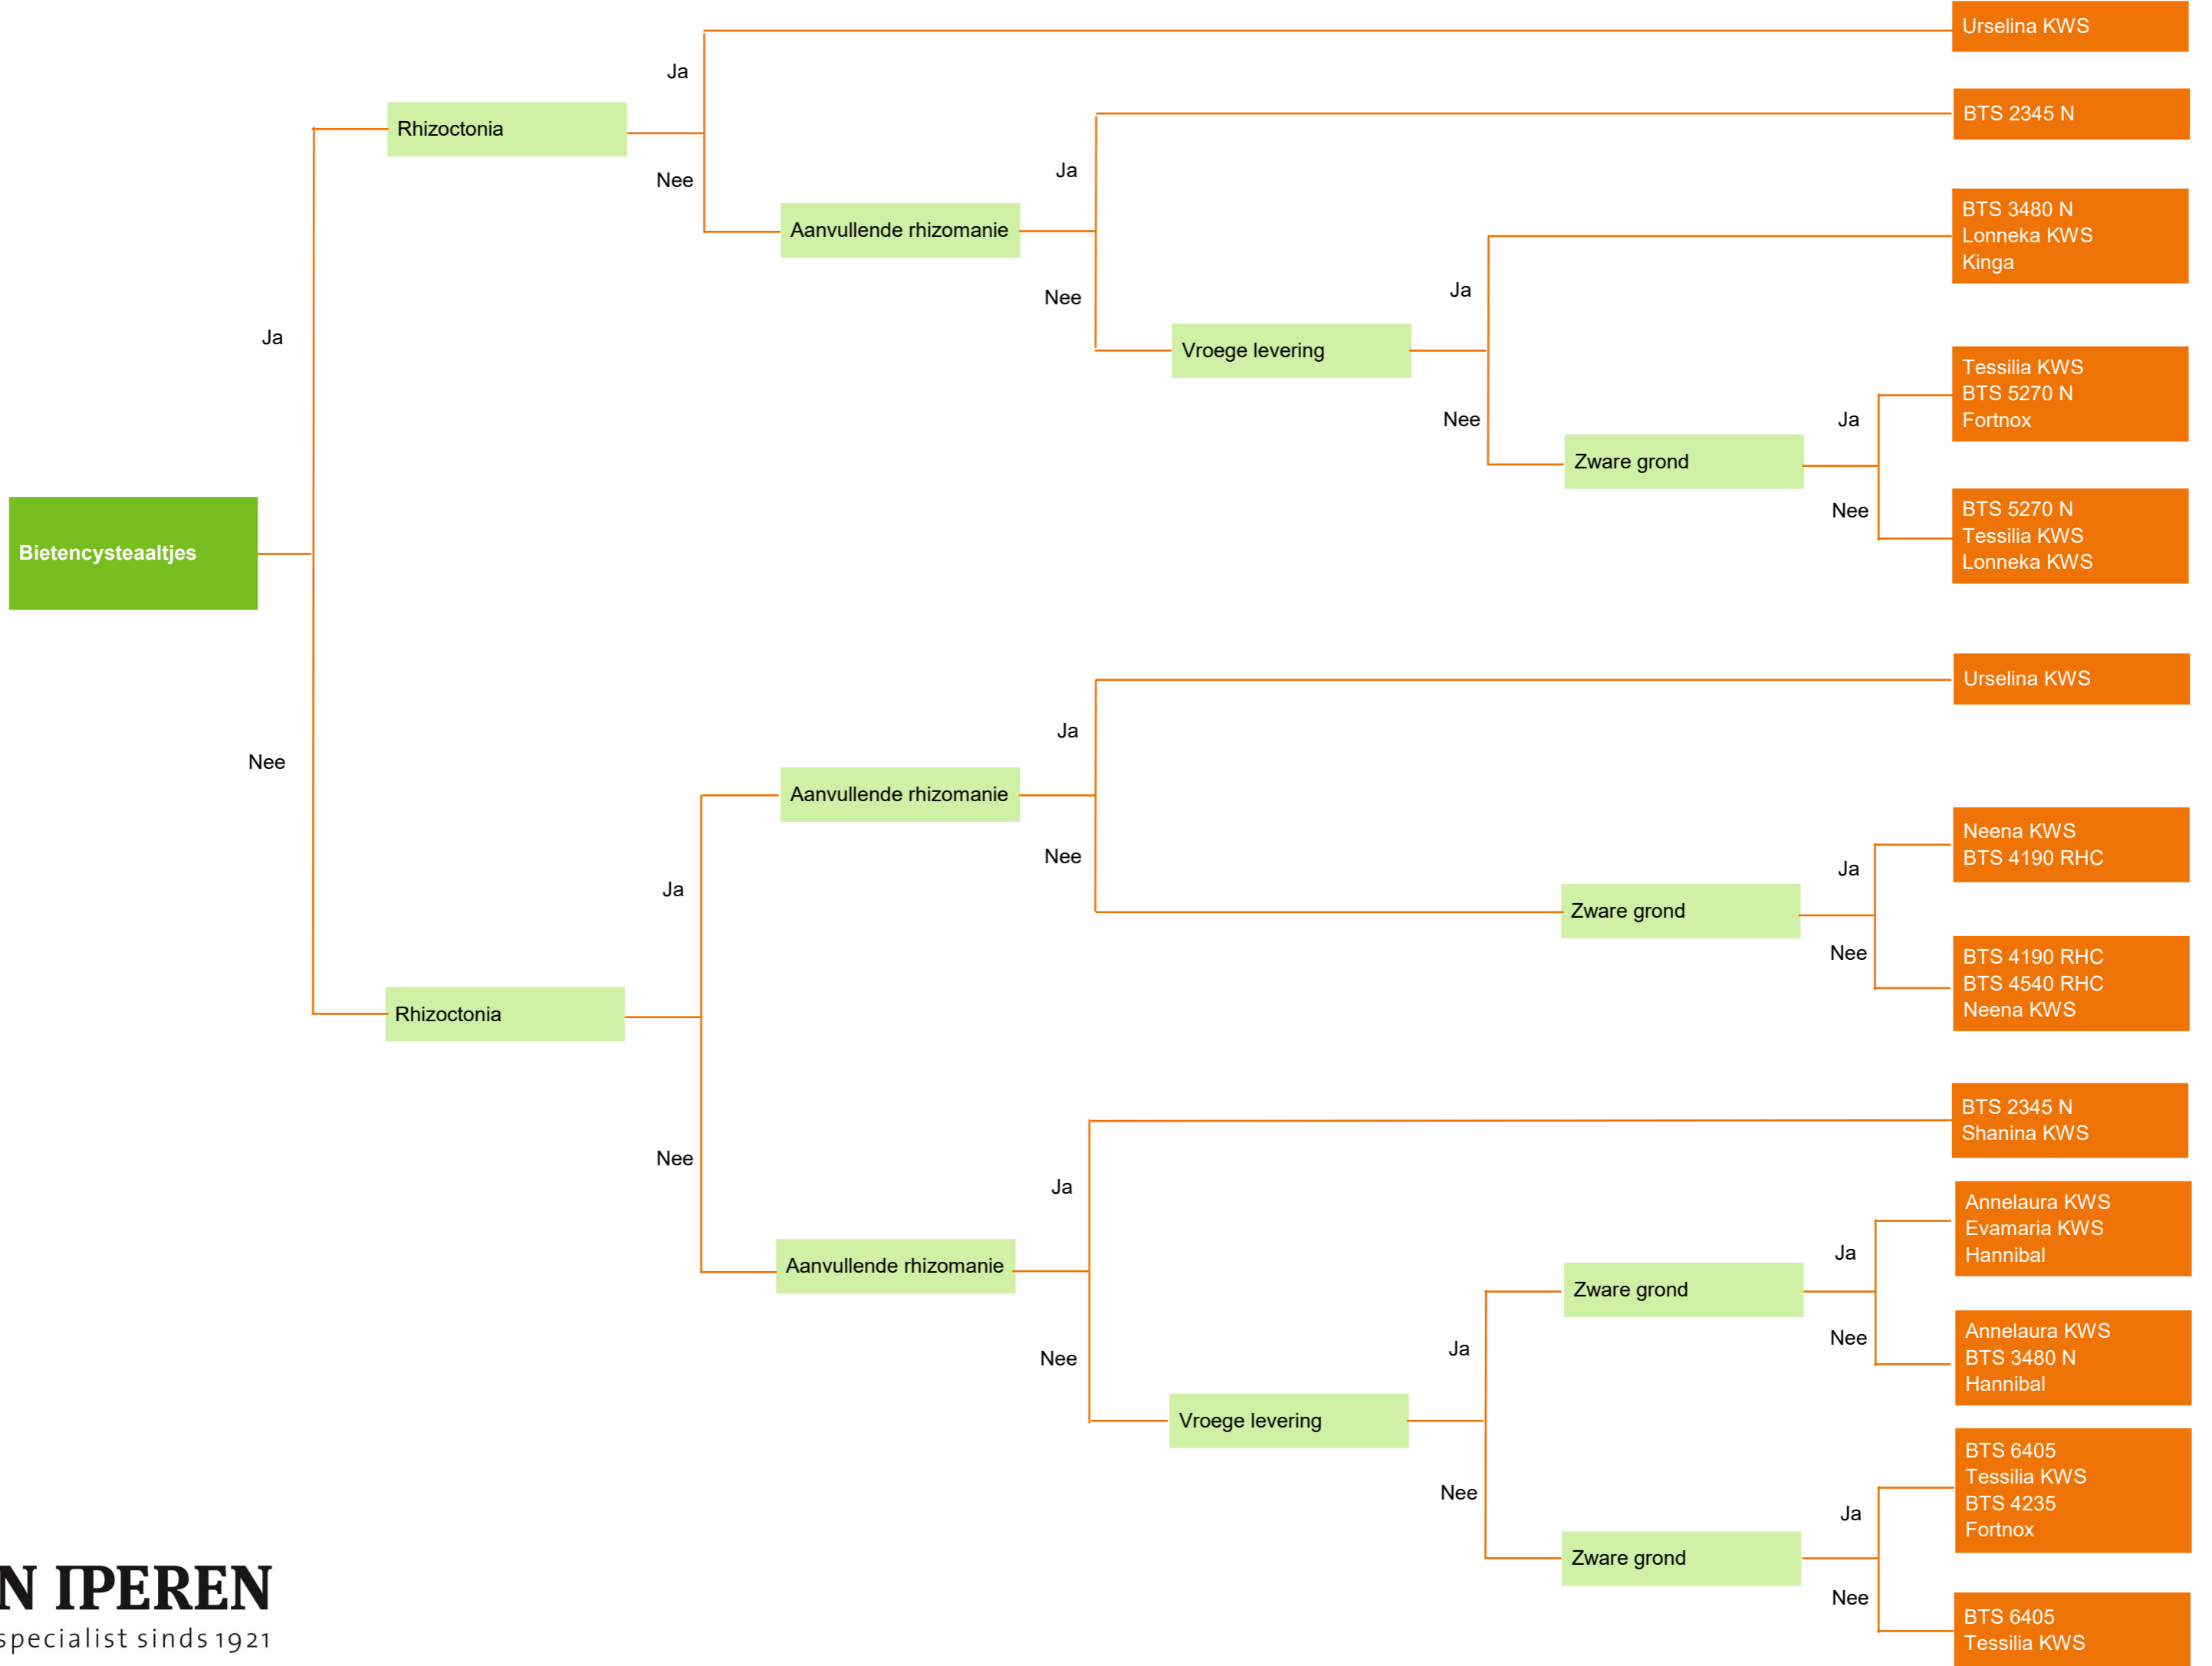 Urselina KWS
Ja
BTS 2345 N
Rhizoctonia
Ja
Nee
BTS 3480 N
Lonneka KWS
Kinga
Aanvullende rhizomanie
Nee
Ja
Ja
Vroege levering
Tessilia KWS
BTS 5270 N
Fortnox
Nee
Ja
Zware grond
BTS 5270 N
Tessilia KWS
Lonneka KWS
Nee
Bietencysteaaltjes
Urselina KWS
Ja
Nee
Aanvullende rhizomanie
Neena KWS
BTS 4190 RHC
Nee
Ja
Ja
Zware grond
Nee
BTS 4190 RHC
BTS 4540 RHC
Neena KWS
Rhizoctonia
BTS 2345 N
Shanina KWS
Nee
Ja
Annelaura KWS
Evamaria KWS
Hannibal
Ja
Aanvullende rhizomanie
Zware grond
Annelaura KWS
BTS 3480 N
Hannibal
Nee
Ja
Nee
Vroege levering
BTS 6405
Tessilia KWS
BTS 4235
Fortnox
Nee
Ja
Zware grond
Nee
BTS 6405
Tessilia KWS
N IPEREN
specialist sinds 1921